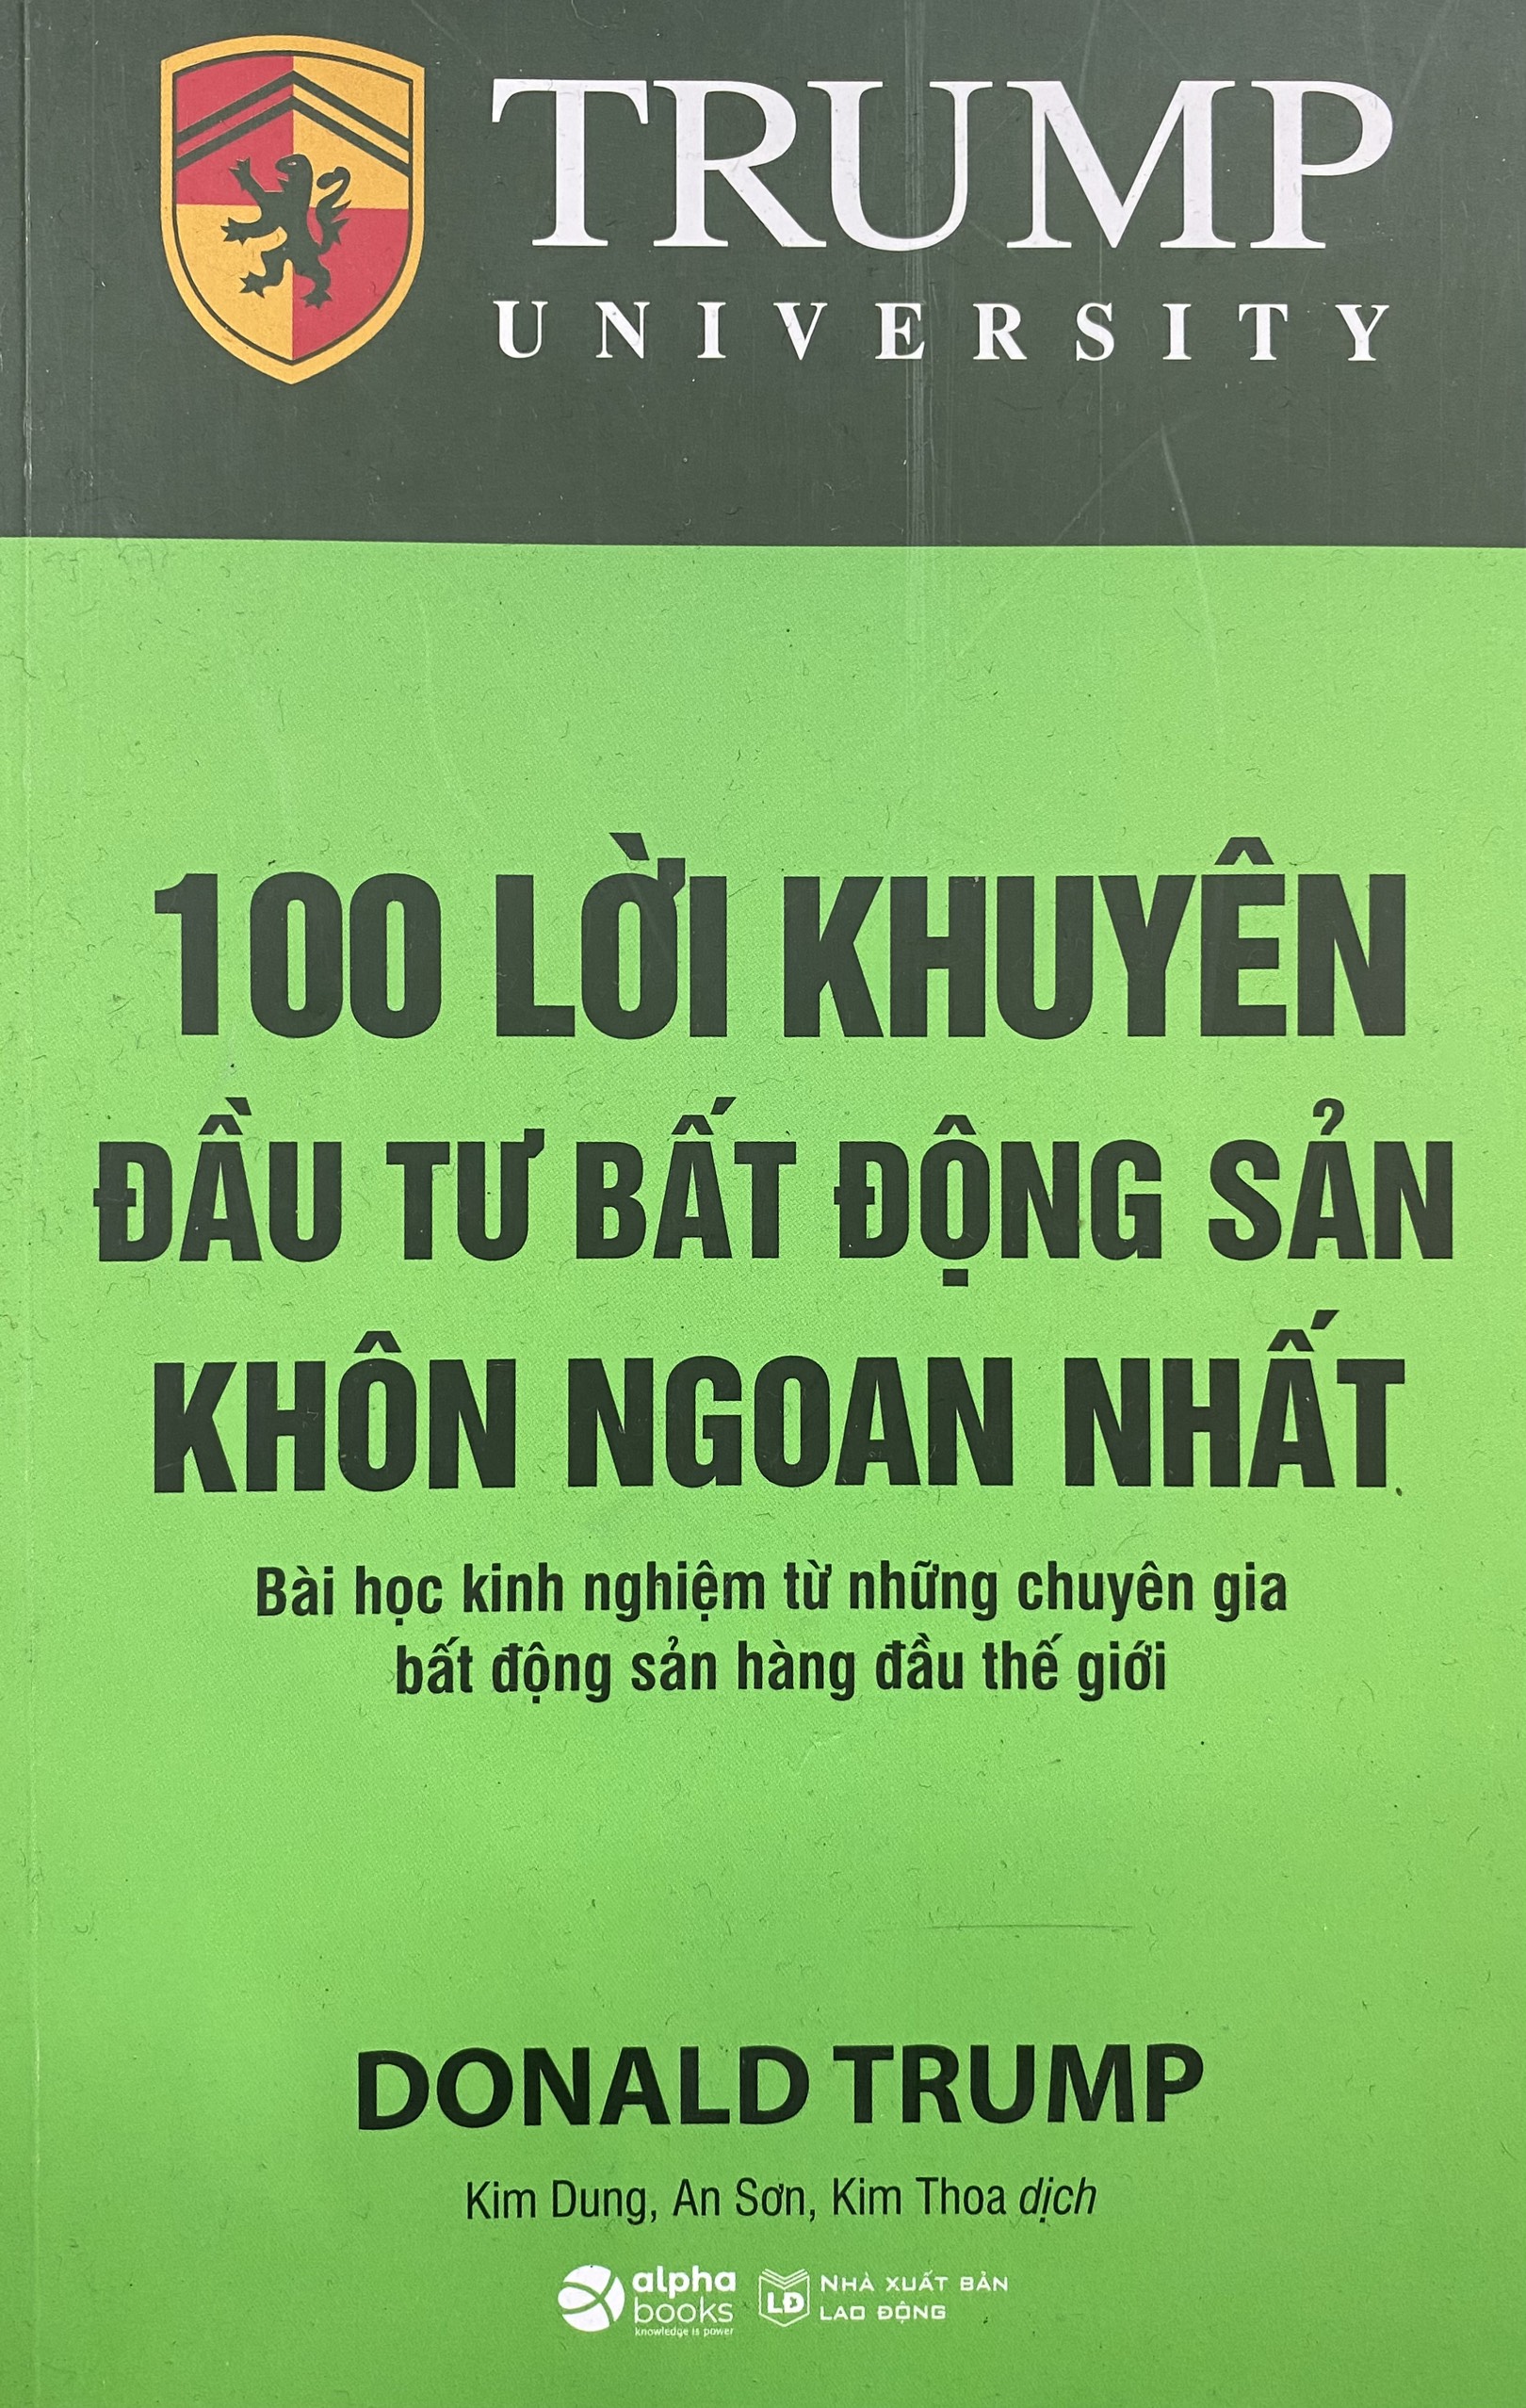 TRUMP
UNIVERSITY
100 LỜI KHUYÊN
ĐẦU TƯ BẤT ĐỘNG SẢN
KHÔN NGOAN NHẤT
Bài học kinh nghiệm từ những chuyên gia
bất động sản hàng đầu thế giới
DONALD TRUMP
Kim Dung, An Sơn, Kim Thoa dịch
alpha
books
knowledge is power
LĐ
NHÀ XUẤT BẢN
LAO ĐỘNG